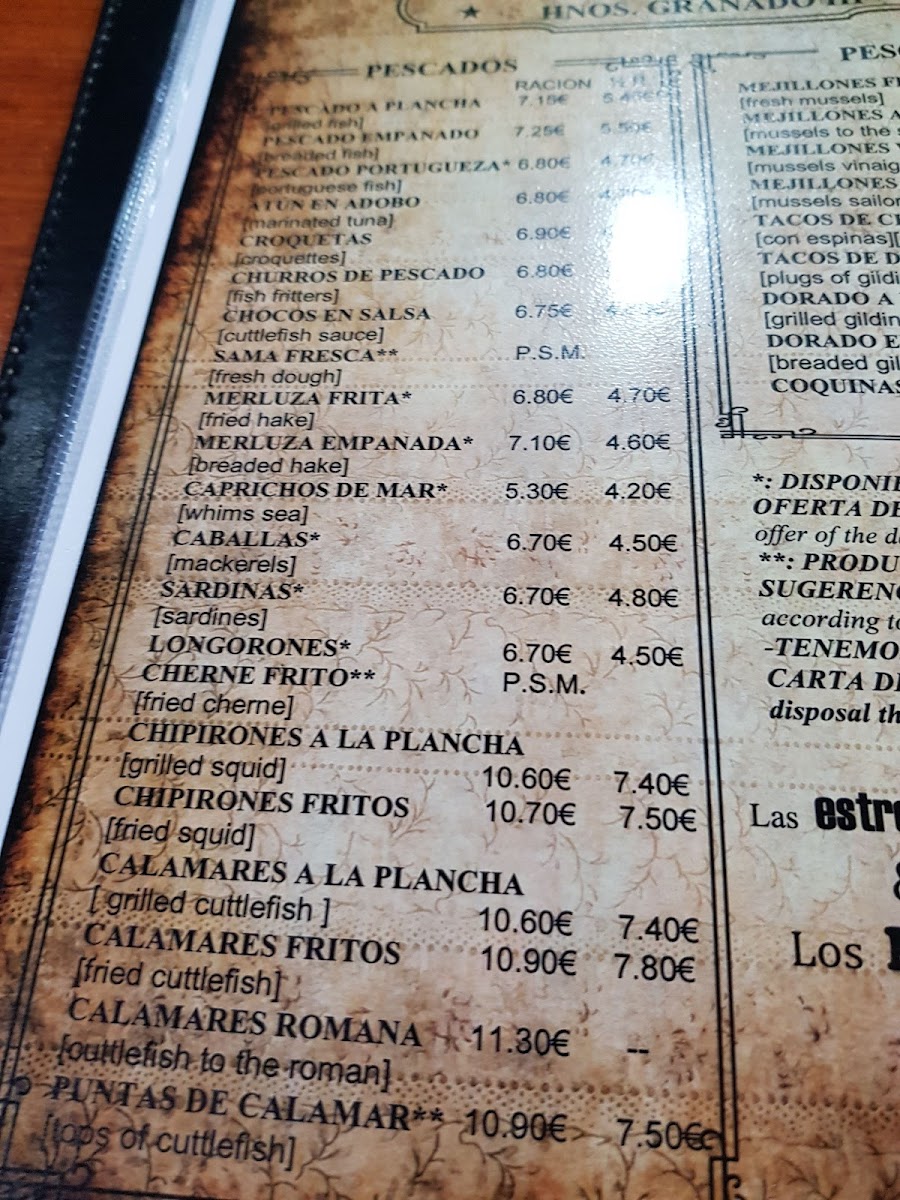 HNOS. GRANADO
PESCADOS
RACION
PESCADO A PLANCHA 7.15€
[grilled fish]
PESCADO EMPANADO 7.25€ 5.50€
[breaded fish]
PESCADO PORTUGUEZA* 6.80€ 4.70€
[portuguese fish]
ATUN EN ADOBO 6.80€
[marinated tuna]
CROQUETAS 6.90€
[croquettes]
CHURROS DE PESCADO 6.80€
[fish fritters]
CHOCOS EN SALSA 6.75€
[cuttlefish sauce]
SAMA FRESCA** P.S.M.
[fresh dough]
MERLUZA FRITA* 6.80€ 4.70€
[fried hake]
MERLUZA EMPANADA* 7.10€ 4.60€
[breaded hake]
CAPRICHOS DE MAR* 5.30€ 4.20€
[whims sea]
CABALLAS* 6.70€ 4.50€
[mackerels]
SARDINAS* 6.70€ 4.80€
[sardines]
LONGORONES* 6.70€ 4.50€
CHERNE FRITO** P.S.M.
[fried cherne]
CHIPIRONES A LA PLANCHA
[grilled squid] 10.60€ 7.40€
CHIPIRONES FRITOS 10.70€ 7.50€
[fried squid]
CALAMARES A LA PLANCHA
[ grilled cuttlefish ] 10.60€ 7.40€
CALAMARES FRITOS 10.90€ 7.80€
[fried cuttlefish]
CALAMARES ROMANA 11.30€ --
[cuttlefish to the roman]
PUNTAS DE CALAMAR** 10.90€ 7.50€
[tops of cuttlefish]
MEJILLONES
[fresh mussels]
MEJILLONES
[mussels to the
MEJILLONES
[mussels
MEJILLONES
[mussels
TACOS DE
[con espinas][
TACOS DE
[plugs of
DORADO A
[grilled
DORADO
[breaded
COQUINAS
*:
OFERTA
offer of the
**:
according
-TENEMO
CARTA
disposal
Las
Los